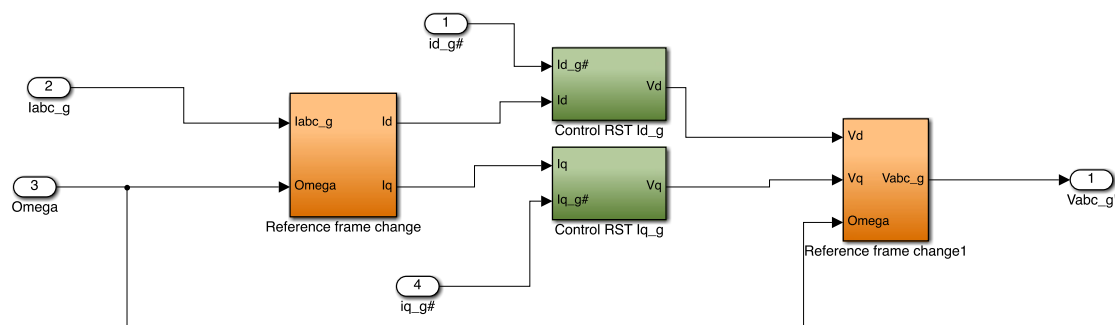 1
id_g#
2
Iabc_g
3
Omega
Iabc_g
Id
Omega
Iq
Reference frame change
Id_g#
Id
Vd
Control RST Id_g
Iq
Iq_g#
Vq
Control RST Iq_g
4
iq_g#
Vd
Vq
Vabc_g
Omega
Reference frame change1
1
Vabc_g'